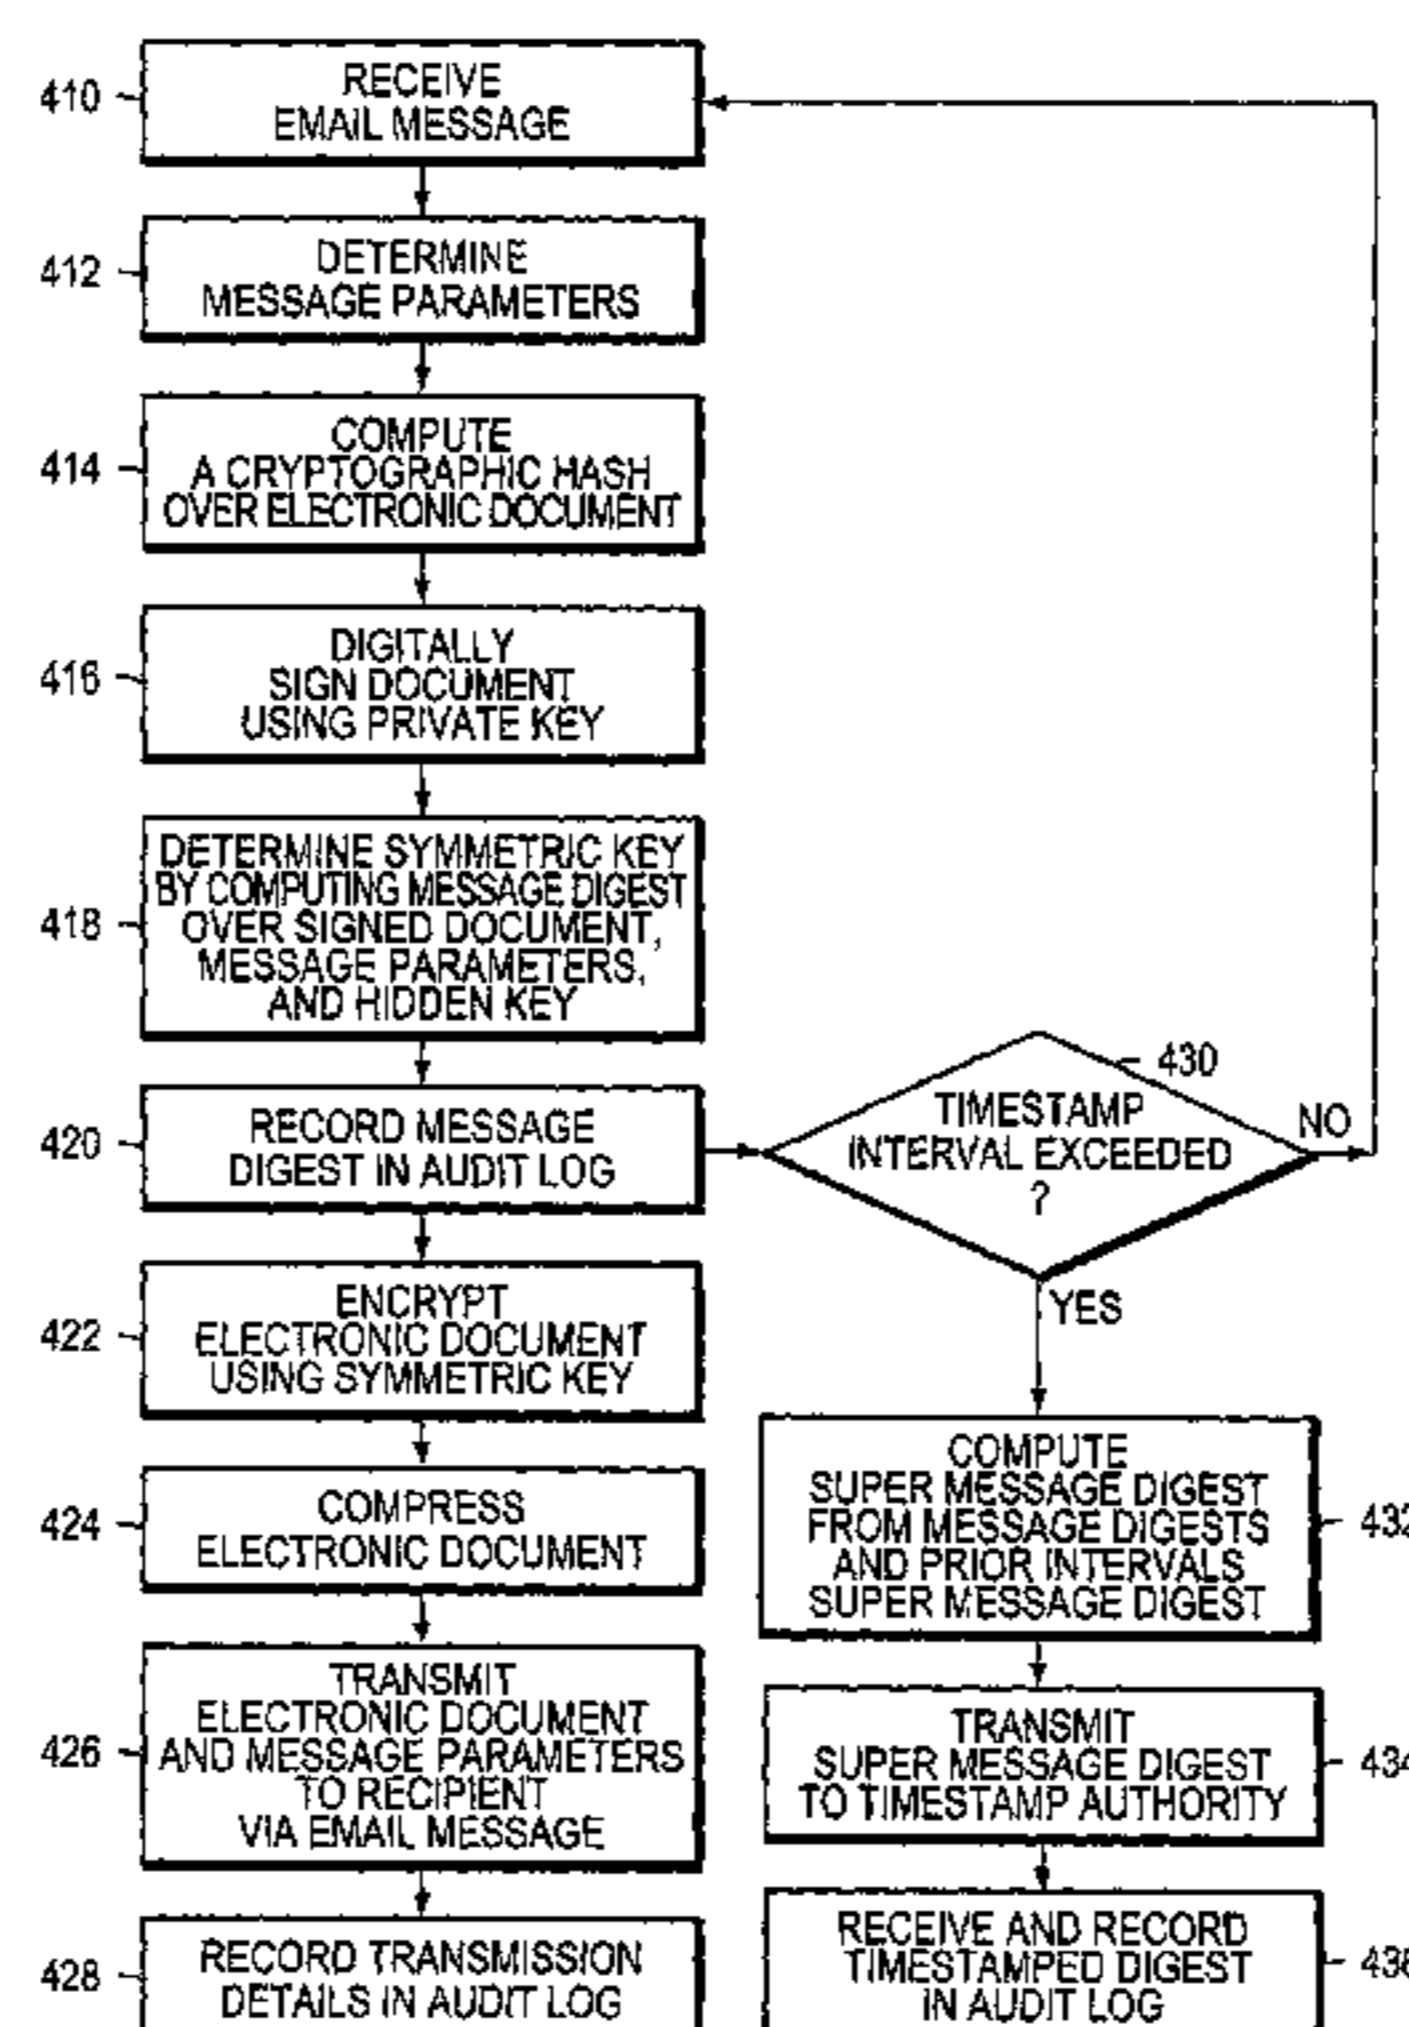 410
RECEIVE
EMAIL MESSAGE
412
DETERMINE
MESSAGE PARAMETERS
414
COMPUTE
A CRYPTOGRAPHIC HASH
OVER ELECTRONIC DOCUMENT
416
DIGITALLY
SIGN DOCUMENT
USING PRIVATE KEY
418
DETERMINE SYMMETRIC KEY
BY COMPUTING MESSAGE DIGEST
OVER SIGNED DOCUMENT,
MESSAGE PARAMETERS,
AND HIDDEN KEY
420
RECORD MESSAGE
DIGEST IN AUDIT LOG
430
TIMESTAMP
INTERVAL EXCEEDED
?
NO
YES
422
ENCRYPT
ELECTRONIC DOCUMENT
USING SYMMETRIC KEY
424
COMPRESS
ELECTRONIC DOCUMENT
426
TRANSMIT
ELECTRONIC DOCUMENT
AND MESSAGE PARAMETERS
TO RECIPIENT
VIA EMAIL MESSAGE
428
RECORD TRANSMISSION
DETAILS IN AUDIT LOG
COMPUTE
SUPER MESSAGE DIGEST
FROM MESSAGE DIGESTS
AND PRIOR INTERVALS
SUPER MESSAGE DIGEST
432
TRANSMIT
SUPER MESSAGE DIGEST
TO TIMESTAMP AUTHORITY
434
RECEIVE AND RECORD
TIMESTAMPED DIGEST
IN AUDIT LOG